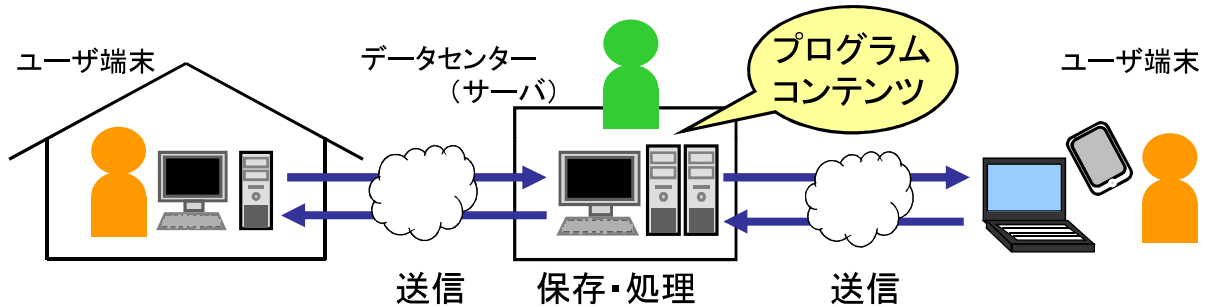 ユーザ端末
データセンター
（サーバ）
プログラム
コンテンツ
ユーザ端末
送信
保存・処理
送信